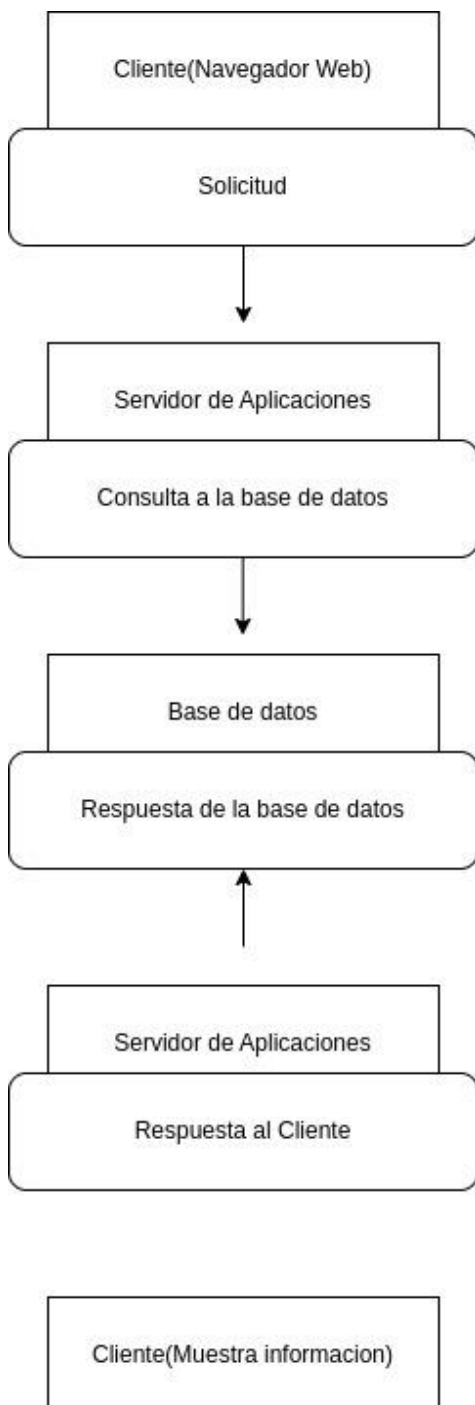 Cliente(Navegador Web)
Solicitud
Servidor de Aplicaciones
Consulta a la base de datos
Base de datos
Respuesta de la base de datos
Servidor de Aplicaciones
Respuesta al Cliente
Cliente(Muestra informacion)